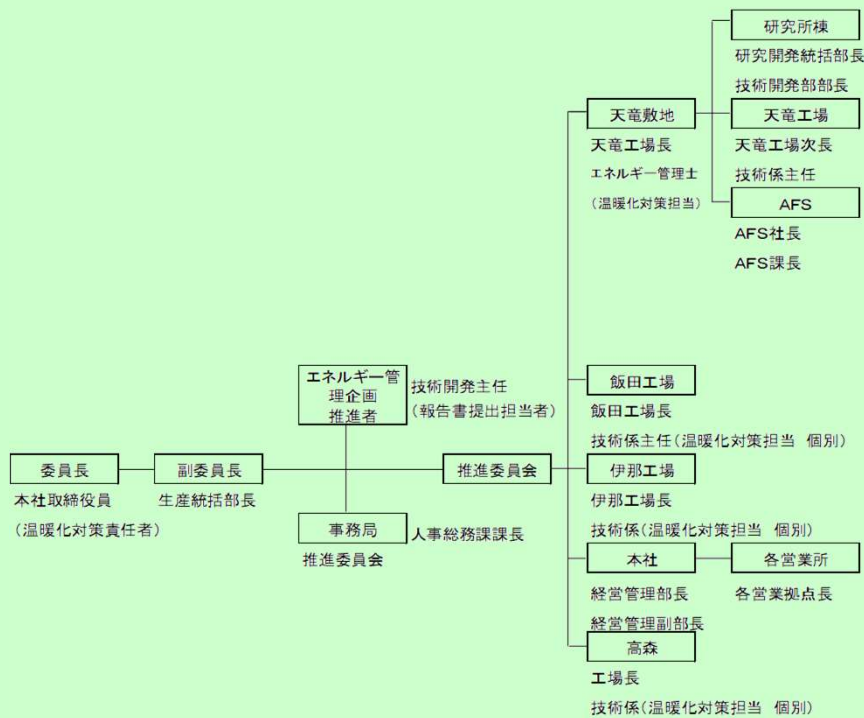 研究所棟
研究開発統括部長
技術開発部部長
天竜敷地
天竜工場長
エネルギー管理士
(温暖化対策担当)
天竜工場
天竜工場次長
技術係主任
AFS
AFS社長
AFS課長
エネルギー管
理企画
推進者
技術開発主任
(報告書提出担当者)
飯田工場
飯田工場長
技術係主任(温暖化対策担当 個別)
委員長
本社取締役員
(温暖化対策責任者)
副委員長
生産統括部長
推進委員会
伊那工場
伊那工場長
技術係(温暖化対策担当 個別)
事務局
人事総務課課長
推進委員会
本社
経営管理部長
経営管理副部長
各営業所
各営業拠点長
高森
工場長
技術係(温暖化対策担当 個別)